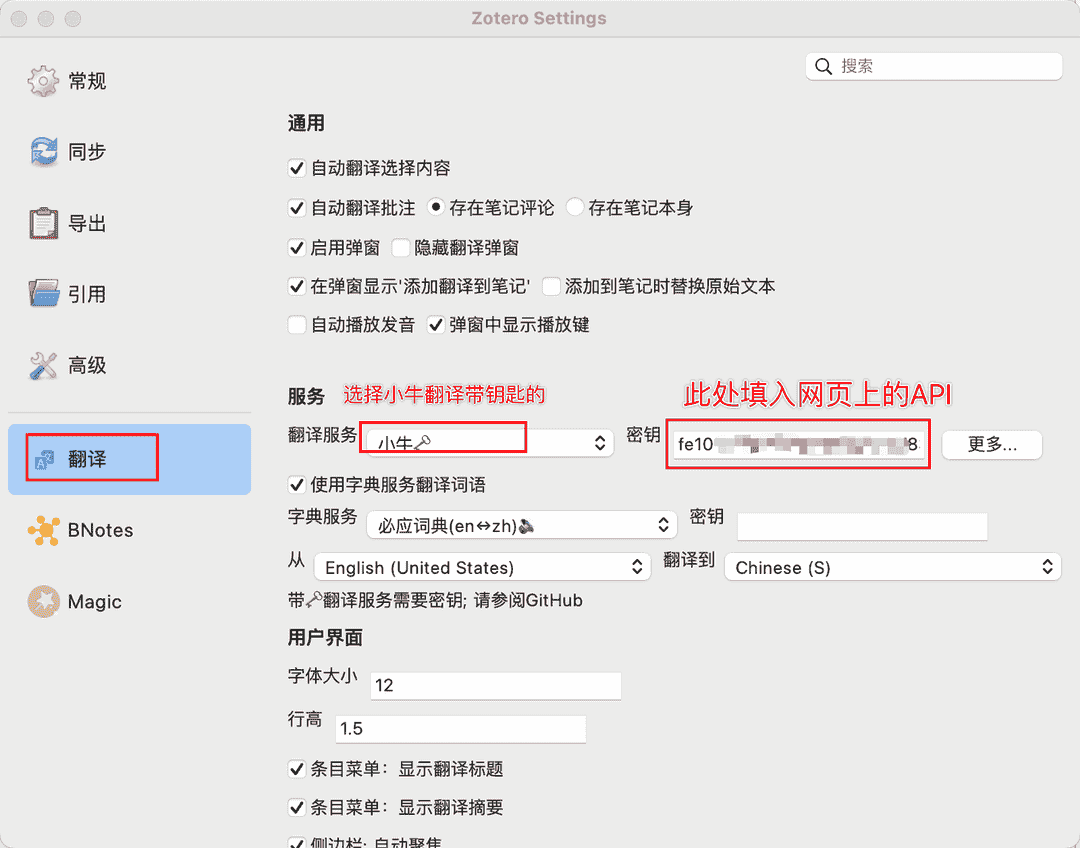 Zotero Settings
搜索
常规
同步
导出
引用
高级
翻译
BNotes
Magic
通用
自动翻译选择内容
自动翻译批注 存在笔记评论 存在笔记本身
启用弹窗 隐藏翻译弹窗
在弹窗显示'添加翻译到笔记' 添加到笔记时替换原始文本
自动播放发音 弹窗中显示播放键
服务 选择小牛翻译带钥匙的 此处填入网页上的API
翻译服务 小牛🗝 密钥 fe10 8 更多...
使用字典服务翻译词语
字典服务 必应词典(en↔zh)🔊 密钥
从 English (United States) 翻译到 Chinese (S)
带🗝翻译服务需要密钥; 请参阅GitHub
用户界面
字体大小 12
行高 1.5
条目菜单：显示翻译标题
条目菜单：显示翻译摘要
侧边栏: 自动聚焦